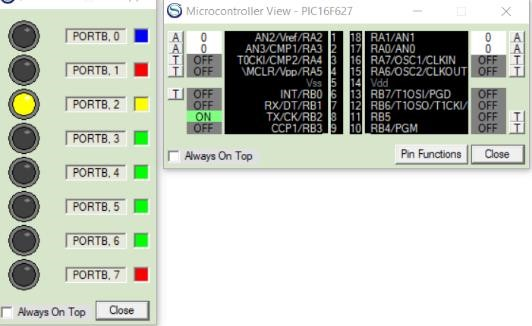 PORTB, 0
PORTB, 1
PORTB, 2
PORTB, 3
PORTB, 4
PORTB, 5
PORTB, 6
PORTB, 7
Always On Top Close
Microcontroller View - PIC16F627
A 0 AN2/Vref/RA2 1 18 RA1/AN1 0 A
A 0 AN3/CMP1/RA3 2 17 RA0/AN0 0 A
T OFF T0CKI/CMP2/RA4 3 16 RA7/OSC1/CLKIN OFF T
T OFF \MCLR/Vpp/RA5 4 15 RA6/OSC2/CLKOUT OFF T
Vss 5 14 Vdd
T OFF INT/RB0 6 13 RB7/T1OSI/PGD OFF
OFF RX/DT/RB1 7 12 RB6/T1OSO/T1CKI/ OFF
ON TX/CK/RB2 8 11 RB5 OFF T
OFF CCP1/RB3 9 10 RB4/PGM OFF T
Always On Top Pin Functions Close